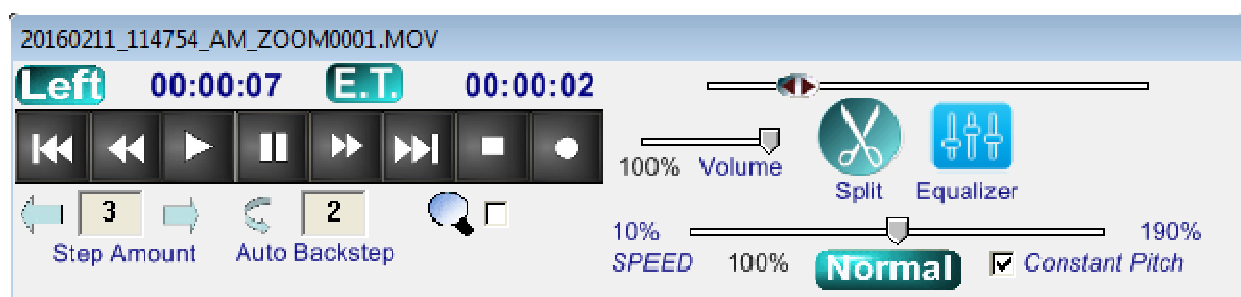 20160211_114754_AM_ZOOM0001.MOV
Left 00:00:07 E.T. 00:00:02
100% Volume
Split Equalizer
3 2
Step Amount Auto Backstep
10% 190%
SPEED 100% Normal Constant Pitch